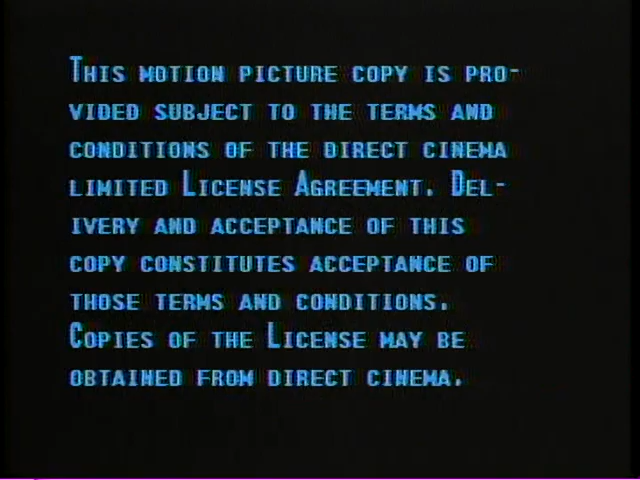 This motion picture copy is pro-
vided subject to the terms and
conditions of the direct cinema
limited License Agreement. Del-
ivery and acceptance of this
copy constitutes acceptance of
those terms and conditions.
Copies of the License may be
obtained from direct cinema.